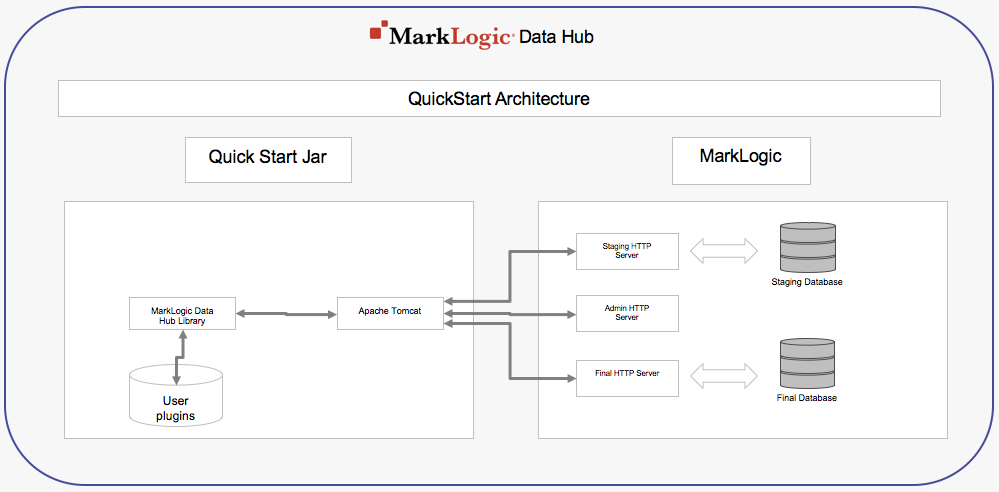 MarkLogic® Data Hub
QuickStart Architecture
Quick Start Jar
MarkLogic
Staging HTTP
Server
Staging Database
MarkLogic Data
Hub Library
Apache Tomcat
Admin HTTP
Server
Final HTTP Server
Final Database
User
plugins